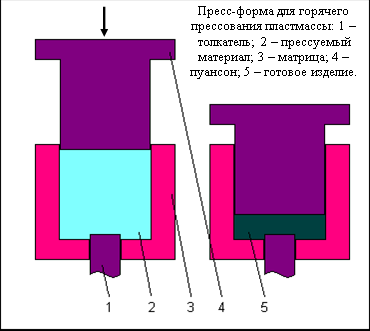 Пресс-форма для горячего
прессования пластмассы: 1 –
толкатель;  2 – прессуемый
материал; 3 – матрица; 4 –
пуансон; 5 – готовое изделие.
1 2 3 4 5